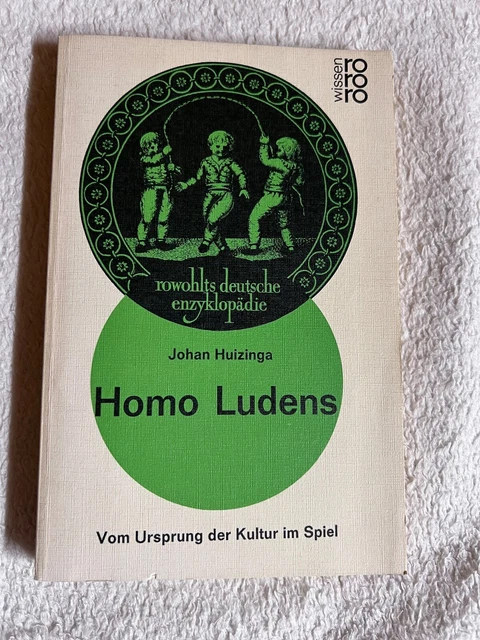 wissen
ro
ro
ro
rowohlts deutsche
enzyklopädie
Johan Huizinga
Homo Ludens
Vom Ursprung der Kultur im Spiel